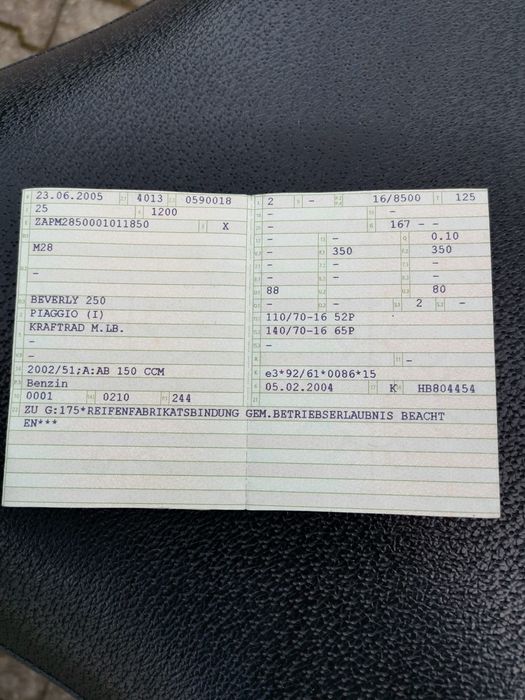 23.06.2005 4013 0590018
25 1200
ZAPM2850001011850 X
M28
-
BEVERLY 250
PIAGGIO (I)
KRAFTRAD M.LB.
-
-
2002/51;A:AB 150 CCM
Benzin
0001 0210 244
2 - 16/8500 125
- -
- 167 - -
- - 0.10
- 350 350
- - -
- - -
88 - 80
- - 2 -
110/70-16 52P
140/70-16 65P
-
-
e3*92/61*0086*15
05.02.2004 K HB804454
ZU G:175*REIFENFABRIKATSBINDUNG GEM.BETRIEBSERLAUBNIS BEACHT
EN***